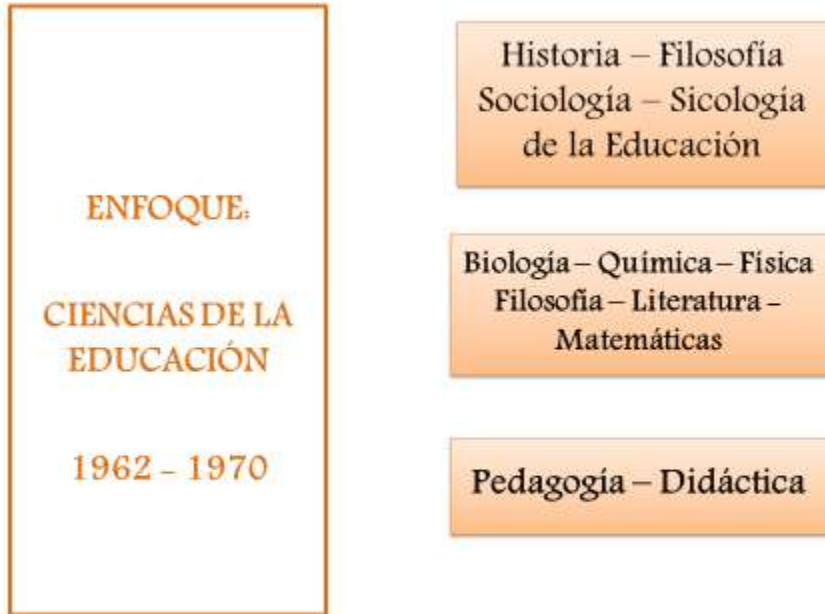 ENFOQUE:
CIENCIAS DE LA
EDUCACIÓN
1962 - 1970
Historia – Filosofía
Sociología – Sicología
de la Educación
Biología – Química – Física
Filosofía – Literatura -
Matemáticas
Pedagogía – Didáctica